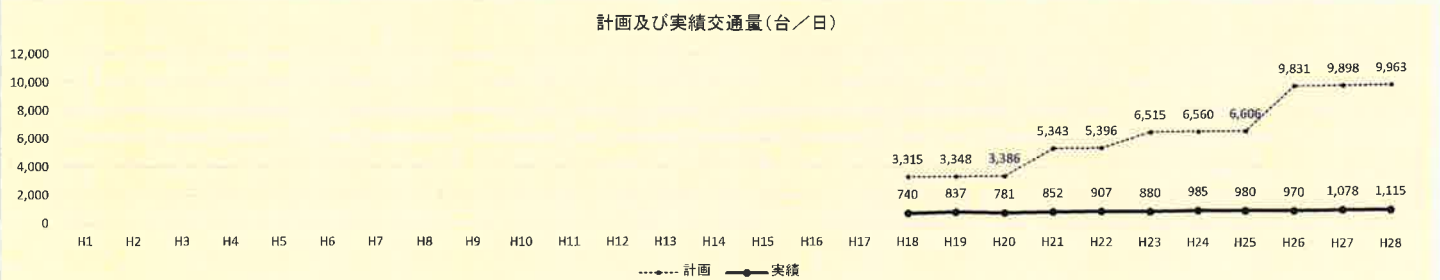 計画及び実績交通量(台／日)
12,000
10,000
8,000
6,000
4,000
2,000
0
9,831 9,898 9,963
6,515 6,560 6,606
5,343 5,396
3,315 3,348 3,386
740 837 781 852 907 880 985 980 970 1,078 1,115
H1 H2 H3 H4 H5 H6 H7 H8 H9 H10 H11 H12 H13 H14 H15 H16 H17 H18 H19 H20 H21 H22 H23 H24 H25 H26 H27 H28
計画 実績